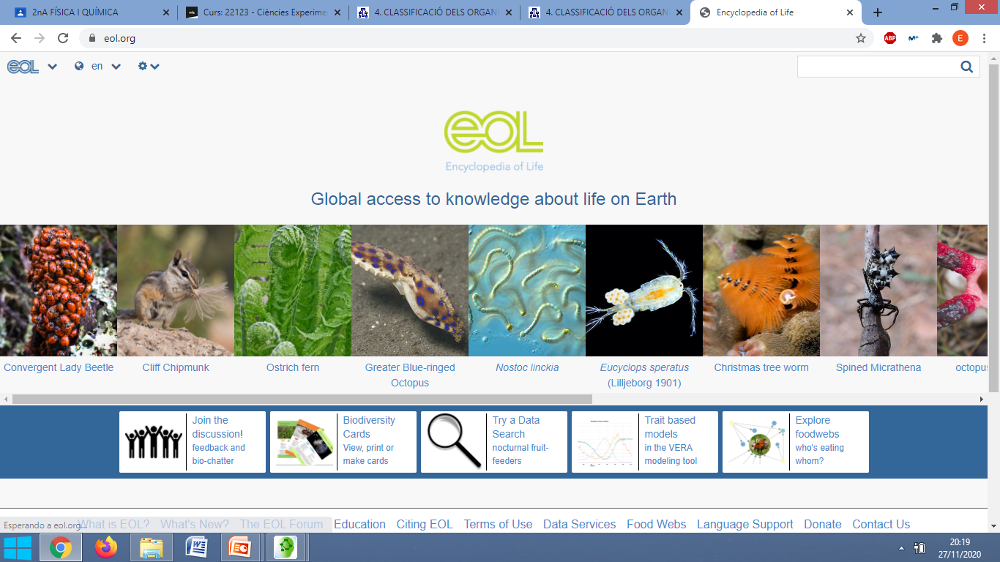 2nA FÍSICA I QUÍMICA
Curs: 22123 - Ciències Experime
4. CLASSIFICACIÓ DELS ORGANI
4. CLASSIFICACIÓ DELS ORGANI
Encyclopedia of Life
eol.org
ABP
M+
E
eol
en
eol
Encyclopedia of Life
Global access to knowledge about life on Earth
Convergent Lady Beetle
Cliff Chipmunk
Ostrich fern
Greater Blue-ringed
Octopus
Nostoc linckia
Eucyclops speratus
(Lilljeborg 1901)
Christmas tree worm
Spined Micrathena
octopus
Join the
discussion!
feedback and
bio-chatter
Biodiversity
Cards
View, print or
make cards
Try a Data
Search
nocturnal fruit-
feeders
Trait based
models
in the VERA
modeling tool
Explore
foodwebs
who's eating
whom?
Esperando a eol.org...
What is EOL? What's New? The EOL Forum Education Citing EOL Terms of Use Data Services Food Webs Language Support Donate Contact Us
20:19
27/11/2020